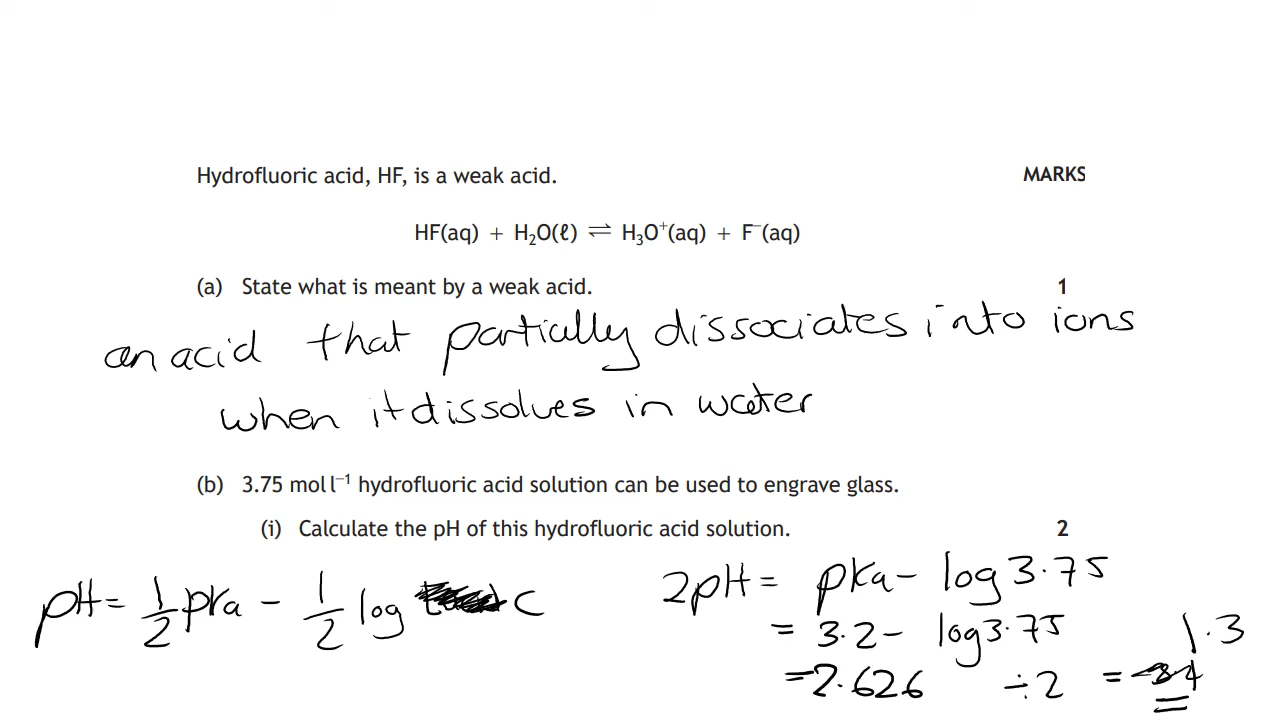 Hydrofluoric acid, HF, is a weak acid. MARKS
HF(aq) + H₂O(ℓ) ⇌ H₃O⁺(aq) + F⁻(aq)
(a) State what is meant by a weak acid. 1
an acid that partially dissociates into ions
when it dissolves in water
(b) 3.75 mol l⁻¹ hydrofluoric acid solution can be used to engrave glass.
(i) Calculate the pH of this hydrofluoric acid solution. 2
pH = 1/2 pKa - 1/2 log c
2pH = pKa - log 3.75
= 3.2 - log 3.75
= 2.626 ÷ 2 = 1.3